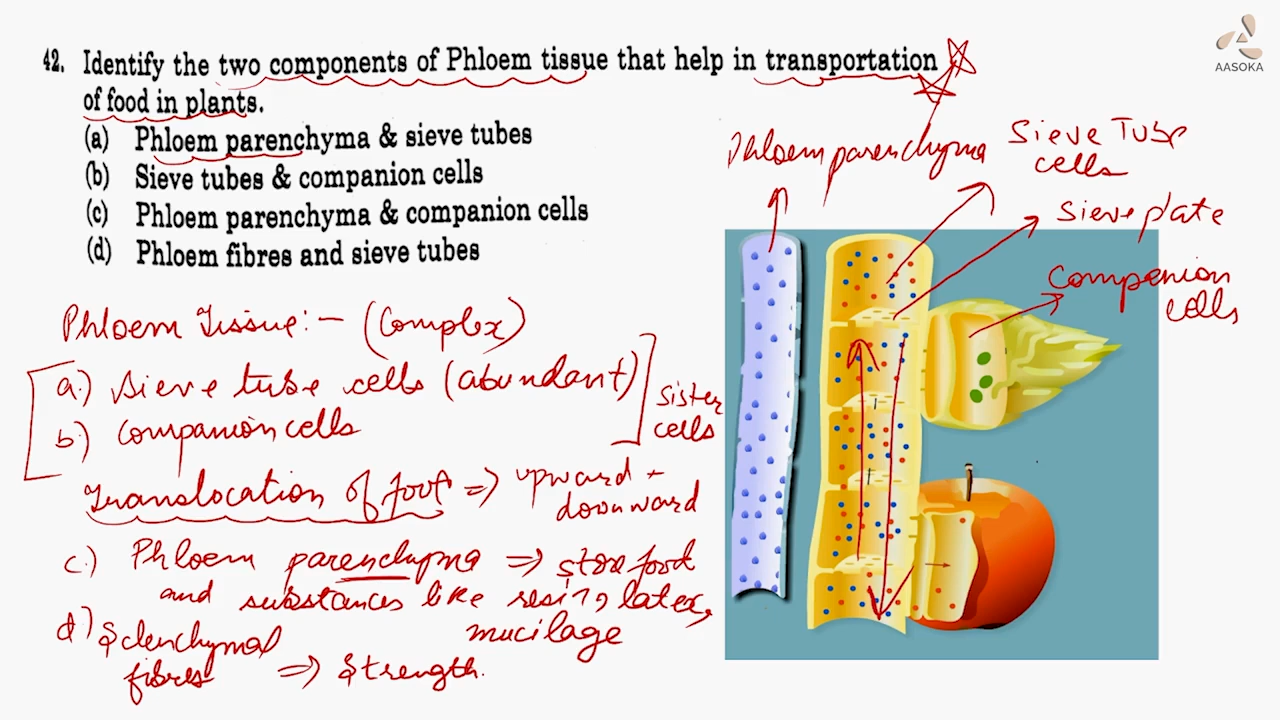 AASOKA
42. Identify the two components of Phloem tissue that help in transportation
of food in plants.
(a) Phloem parenchyma & sieve tubes
(b) Sieve tubes & companion cells
(c) Phloem parenchyma & companion cells
(d) Phloem fibres and sieve tubes
Phloem parenchyma
Sieve Tube
cells
Sieve plate
Companion
cells
Phloem Tissue:- (Complex)
a.) Sieve tube cells (abundant)
b.) Companion cells
Sister
cells
Translocation of food => upward +
downward
c.) Phloem parenchyma => store food
and substances like resin, latex,
mucilage
d) Sclenchymal
fibres => Strength.